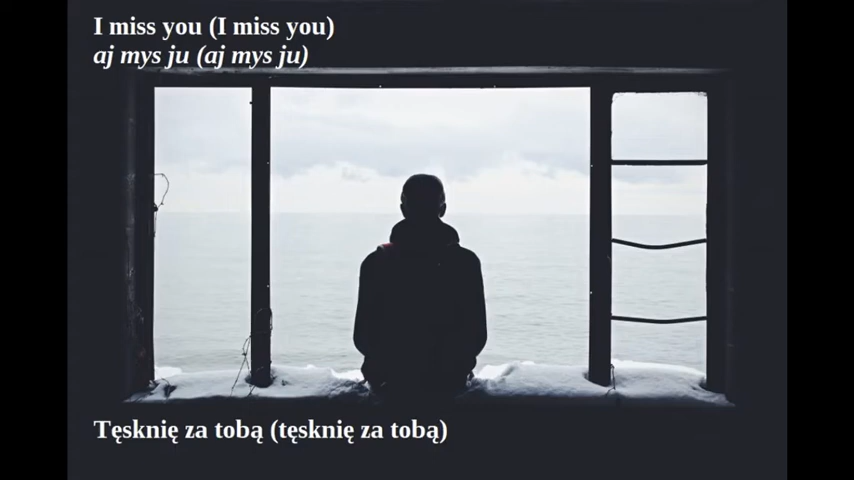 I miss you (I miss you)
aj mys ju (aj mys ju)
Tęsknię za tobą (tęsknię za tobą)